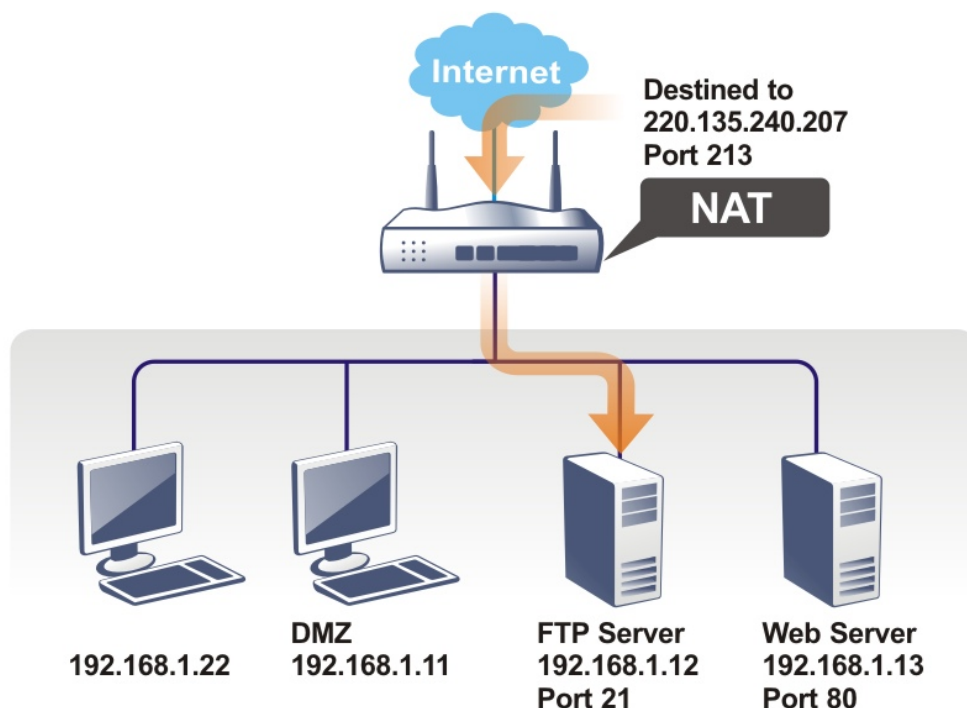 Internet
Destined to
220.135.240.207
Port 213
NAT
192.168.1.22
DMZ
192.168.1.11
FTP Server
192.168.1.12
Port 21
Web Server
192.168.1.13
Port 80